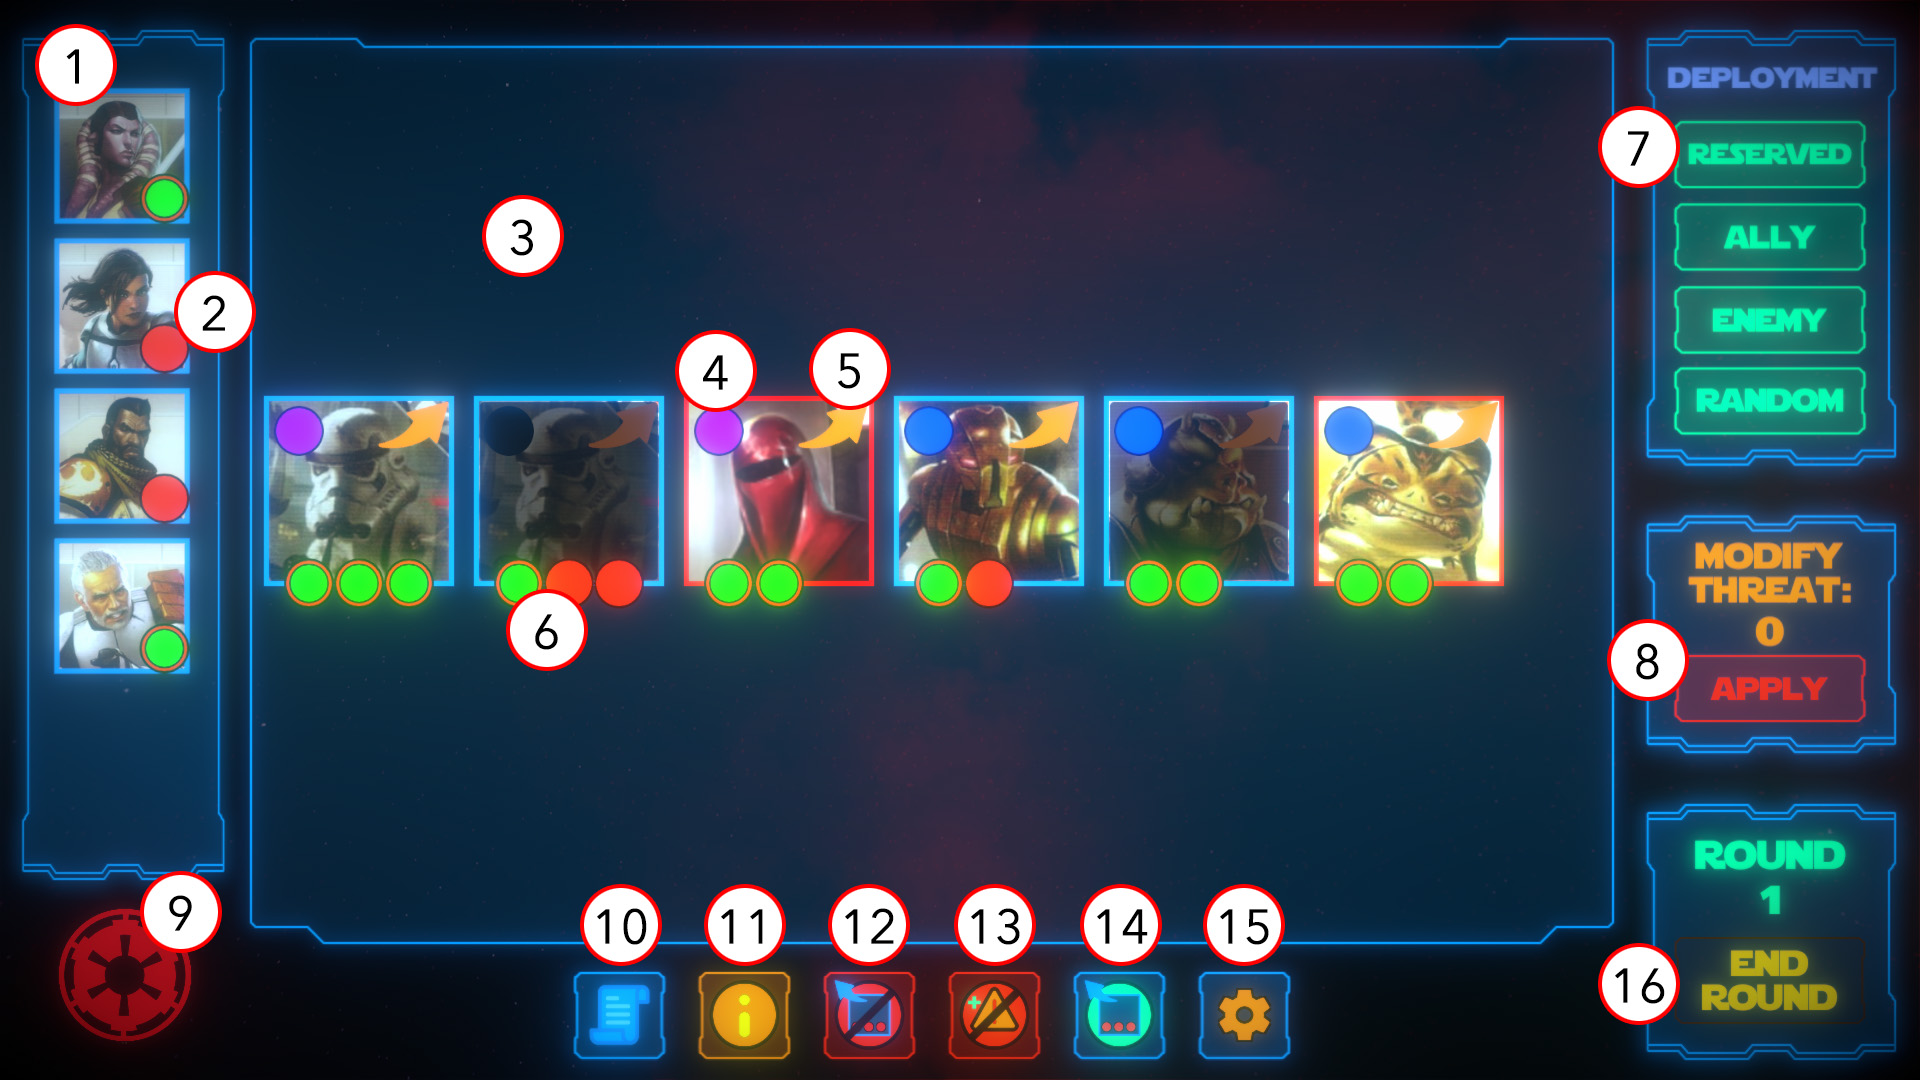 1
2
3
4
5
6
DEPLOYMENT
7
RESERVED
ALLY
ENEMY
RANDOM
MODIFY
THREAT:
0
8
APPLY
9
10
11
12
13
14
15
ROUND
1
16
END
ROUND